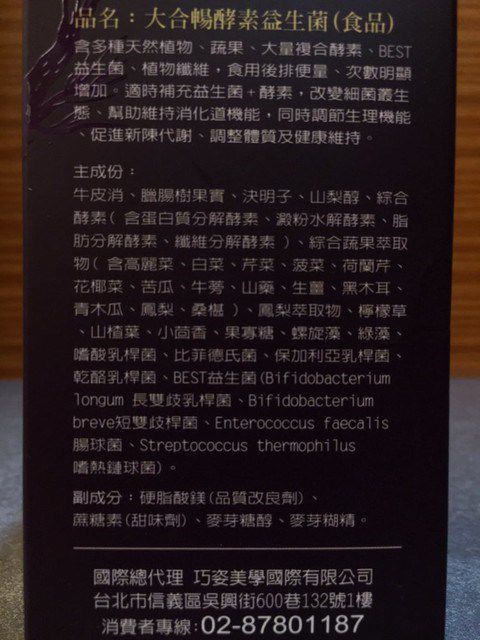 品名：大合暢酵素益生菌(食品)
含多種天然植物、蔬果、大量複合酵素、BEST
益生菌、植物纖維，食用後排便量、次數明顯
增加。適時補充益生菌+酵素，改變細菌叢生
態、幫助維持消化道機能，同時調節生理機能
、促進新陳代謝、調整體質及健康維持。
主成份：
牛皮消、臘腸樹果實、決明子、山梨醇、綜合
酵素( 含蛋白質分解酵素、澱粉水解酵素、脂
肪分解酵素、纖維分解酵素 )、綜合蔬果萃取
物( 含高麗菜、白菜、芹菜、菠菜、荷蘭芹、
花椰菜、苦瓜、牛蒡、山藥、生薑、黑木耳、
青木瓜、鳳梨、桑椹 )、鳳梨萃取物、檸檬草
、山楂葉、小茴香、果寡糖、螺旋藻、綠藻、
嗜酸乳桿菌、比菲德氏菌、保加利亞乳桿菌、
乾酪乳桿菌、BEST益生菌(Bifidobacterium
longum 長雙歧乳桿菌、Bifidobacterium
breve短雙歧桿菌、Enterococcus faecalis
腸球菌、Streptococcus thermophilus
嗜熱鏈球菌)。
副成分：硬脂酸鎂(品質改良劑)、
蔗糖素(甜味劑)、麥芽糖醇、麥芽糊精。
國際總代理 巧姿美學國際有限公司
台北市信義區吳興街600巷132號1樓
消費者專線:02-87801187